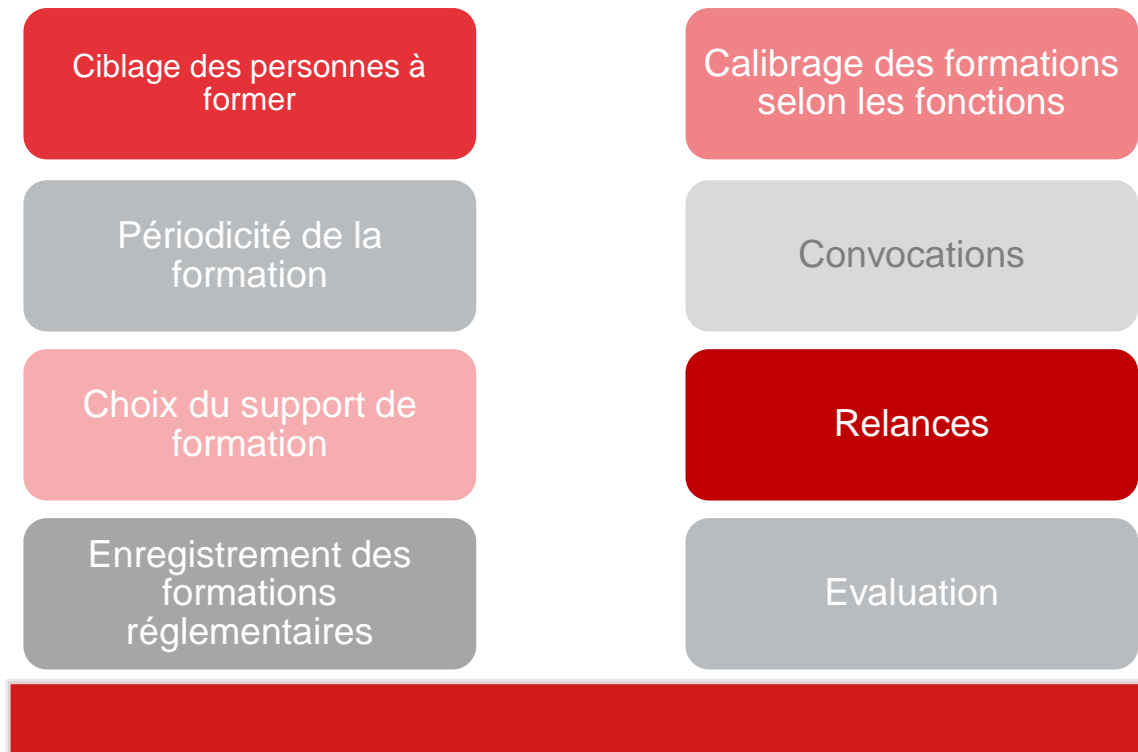 Ciblage des personnes à
former
Calibrage des formations
selon les fonctions
Périodicité de la
formation
Convocations
Choix du support de
formation
Relances
Enregistrement des
formations
réglementaires
Evaluation